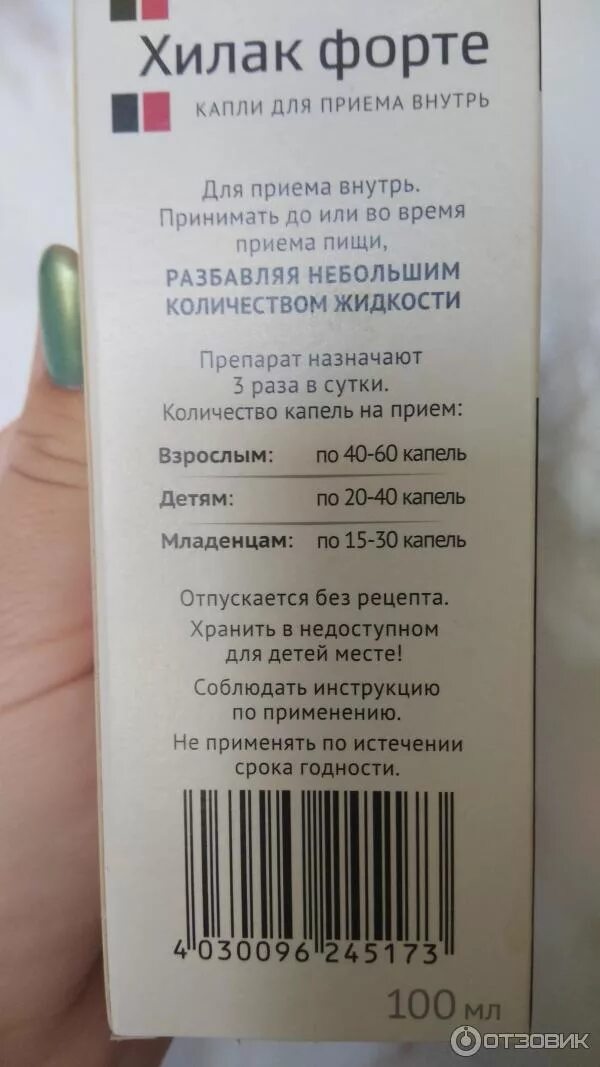 Хилак форте
КАПЛИ ДЛЯ ПРИЕМА ВНУТРЬ
Для приема внутрь.
Принимать до или во время
приема пищи,
РАЗБАВЛЯЯ НЕБОЛЬШИМ
КОЛИЧЕСТВОМ ЖИДКОСТИ
Препарат назначают
3 раза в сутки.
Количество капель на прием:
Взрослым: по 40-60 капель
Детям: по 20-40 капель
Младенцам: по 15-30 капель
Отпускается без рецепта.
Хранить в недоступном
для детей месте!
Соблюдать инструкцию
по применению.
Не применять по истечении
срока годности.
4 030096 245173
100 мл
ОТЗОВИК